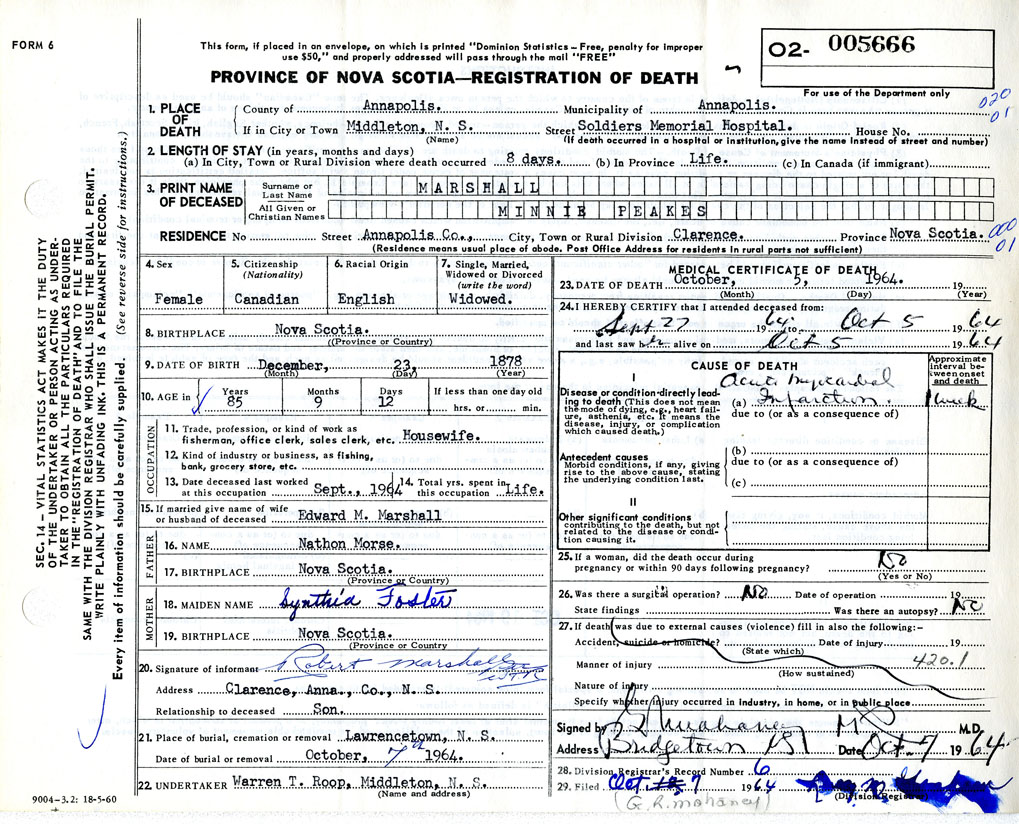 FORM 6
This form, if placed in an envelope, on which is printed "Dominion Statistics – Free, penalty for improper
use $50," and properly addressed will pass through the mail "FREE"
PROVINCE OF NOVA SCOTIA—REGISTRATION OF DEATH
02- 005666
For use of the Department only
020
01
1. PLACE OF DEATH
County of Annapolis. Municipality of Annapolis.
If in City or Town Middleton, N. S. Street Soldiers Memorial Hospital. House No.
(Name) (If death occurred in a hospital or institution, give the name instead of street and number)
2. LENGTH OF STAY (in years, months and days)
(a) In City, Town or Rural Division where death occurred 8 days. (b) In Province Life. (c) In Canada (if immigrant)
3. PRINT NAME OF DECEASED
Surname or Last Name MARSHALL
All Given or Christian Names MINNIE PEAKES
RESIDENCE No Street Annapolis Co., City, Town or Rural Division Clarence. Province Nova Scotia.
000
01
(Residence means usual place of abode. Post Office Address for residents in rural parts not sufficient)
4. Sex
Female
5. Citizenship
(Nationality)
Canadian
6. Racial Origin
English
7. Single, Married,
Widowed or Divorced
(write the word)
Widowed.
8. BIRTHPLACE Nova Scotia.
((Province or Country)
9. DATE OF BIRTH December, 23, 1878
(Month) (Day) (Year)
10. AGE in
Years 85
Months 9
Days 12
If less than one day old
hrs. or min.
OCCUPATION
11. Trade, profession, or kind of work as
fisherman, office clerk, sales clerk, etc. Housewife.
12. Kind of industry or business, as fishing,
bank, grocery store, etc.
13. Date deceased last worked
at this occupation Sept., 1964
14. Total yrs. spent in
this occupation Life.
15. If married give name of wife
or husband of deceased Edward M. Marshall
FATHER
16. NAME Nathon Morse.
17. BIRTHPLACE Nova Scotia.
(Province or Country)
MOTHER
18. MAIDEN NAME Synthia Foster
19. BIRTHPLACE Nova Scotia.
(Province or Country
20. Signature of informant Robert Marshall
Address Clarence, Anna., Co., N. S.
Relationship to deceased Son.
21. Place of burial, cremation or removal Lawrencetown, N. S.
Date of burial or removal October, 7th 1964.
22. UNDERTAKER Warren T. Roop, Middleton, N. S.
(Name and address)
9004–3.2: 18-5-60
MEDICAL CERTIFICATE OF DEATH
23. DATE OF DEATH October, 5, 1964. 19
(Month) (Day) (Year)
24. I HEREBY CERTIFY that I attended deceased from:
Sept 27 1964 to Oct 5 1964
and last saw her alive on Oct 5 1964
CAUSE OF DEATH
Approximate interval between onset and death
I
Disease or condition directly leading to death (This does not mean the mode of dying, e.g., heart failure, asthenia, etc. It means the disease, injury, or complication which caused death.)
Acute Myocardial
(a) Infarction. 1 week
due to (or as a consequence of)
Antecedent causes
Morbid conditions, if any, giving rise to the above cause, stating the underlying condition last.
(b)
due to (or as a consequence of)
(c)
II
Other significant conditions
contributing to the death, but not related to the disease or condition causing it.
25. If a woman, did the death occur during
pregnancy or within 90 days following pregnancy? No
(Yes or No)
26. Was there a surgical operation? No Date of operation 19
State findings Was there an autopsy? No
27. If death was due to external causes (violence) fill in also the following:-
Accident, suicide or homicide? Date of injury 19
(State which)
Manner of injury 420.1
(How sustained)
Nature of injury
Specify whether injury occurred in Industry, in home, or in public place
Signed by M.D.
Address Bridgetown NS Date Oct 7 1964
28. Division Registrar's Record Number 6
29. Filed Oct 7 1964
(Division Registrar)
(G. R. Mahaney)
SEC. 14 – VITAL STATISTICS ACT MAKES IT THE DUTY
OF THE UNDERTAKER OR PERSON ACTING AS UNDER-
TAKER TO OBTAIN ALL THE PARTICULARS REQUIRED
IN THE "REGISTRATION OF DEATH" AND TO FILE THE
SAME WITH THE DIVISION REGISTRAR WHO SHALL ISSUE THE BURIAL PERMIT.
WRITE PLAINLY WITH UNFADING INK. THIS IS A PERMANENT RECORD.
Every item of information should be carefully supplied. (See reverse side for instructions.)